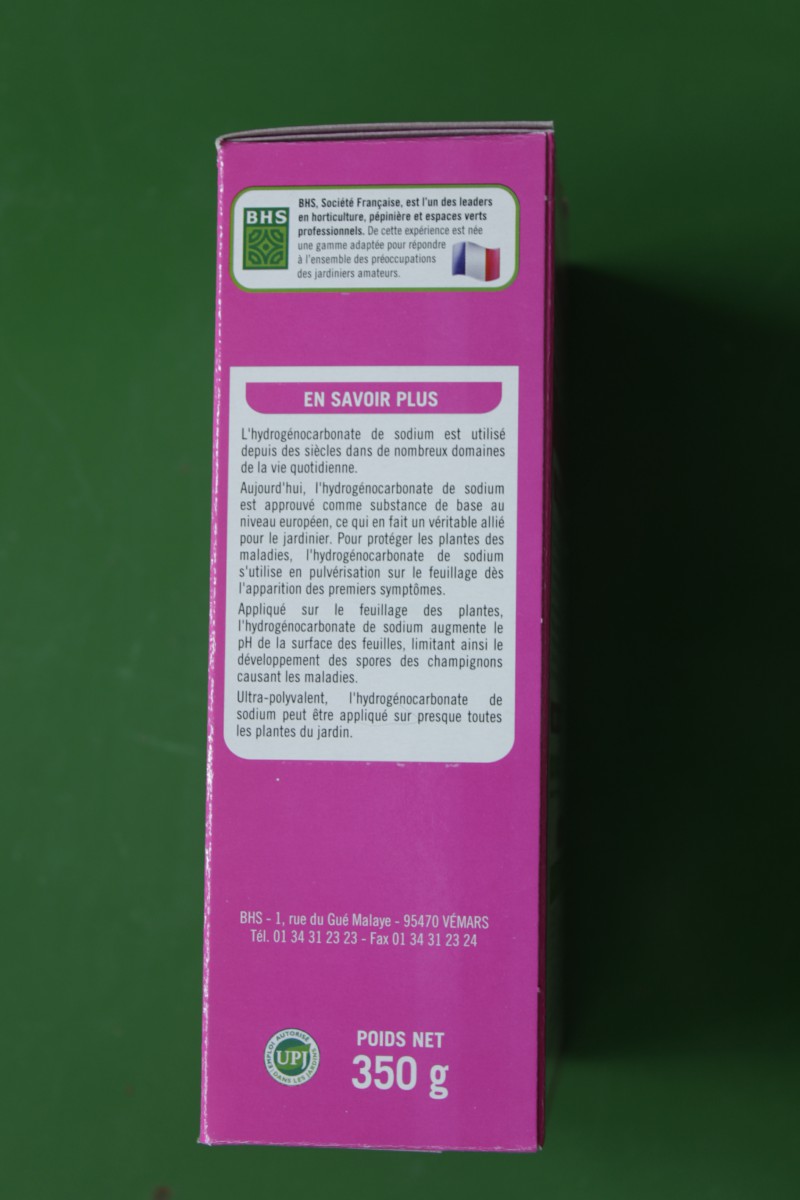 BHS
BHS, Société Française, est l'un des leaders
en horticulture, pépinière et espaces verts
professionnels. De cette expérience est née
une gamme adaptée pour répondre
à l'ensemble des préoccupations
des jardiniers amateurs.
EN SAVOIR PLUS
L'hydrogénocarbonate de sodium est utilisé
depuis des siècles dans de nombreux domaines
de la vie quotidienne.
Aujourd'hui, l'hydrogénocarbonate de sodium
est approuvé comme substance de base au
niveau européen, ce qui en fait un véritable allié
pour le jardinier. Pour protéger les plantes des
maladies, l'hydrogénocarbonate de sodium
s'utilise en pulvérisation sur le feuillage dès
l'apparition des premiers symptômes.
Appliqué sur le feuillage des plantes,
l'hydrogénocarbonate de sodium augmente le
pH de la surface des feuilles, limitant ainsi le
développement des spores des champignons
causant les maladies.
Ultra-polyvalent, l'hydrogénocarbonate de
sodium peut être appliqué sur presque toutes
les plantes du jardin.
BHS - 1, rue du Gué Malaye - 95470 VÉMARS
Tél. 01 34 31 23 23 - Fax 01 34 31 23 24
EMPLOI AUTORISÉ
UPJ
DANS LES JARDINS
POIDS NET
350 g